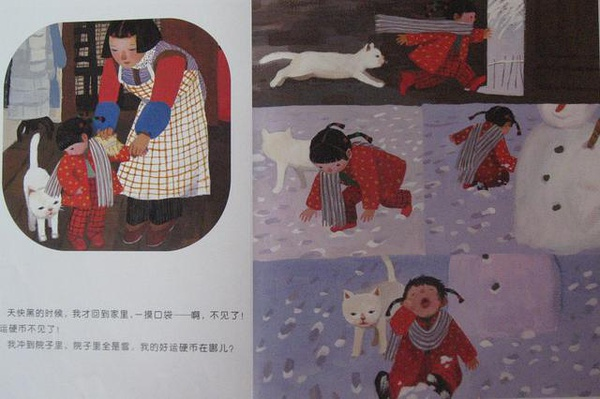 天快黑的时候，我才回到家里，一摸口袋——啊，不见了！
运硬币不见了！
我冲到院子里，院子里全是雪，我的好运硬币在哪儿？